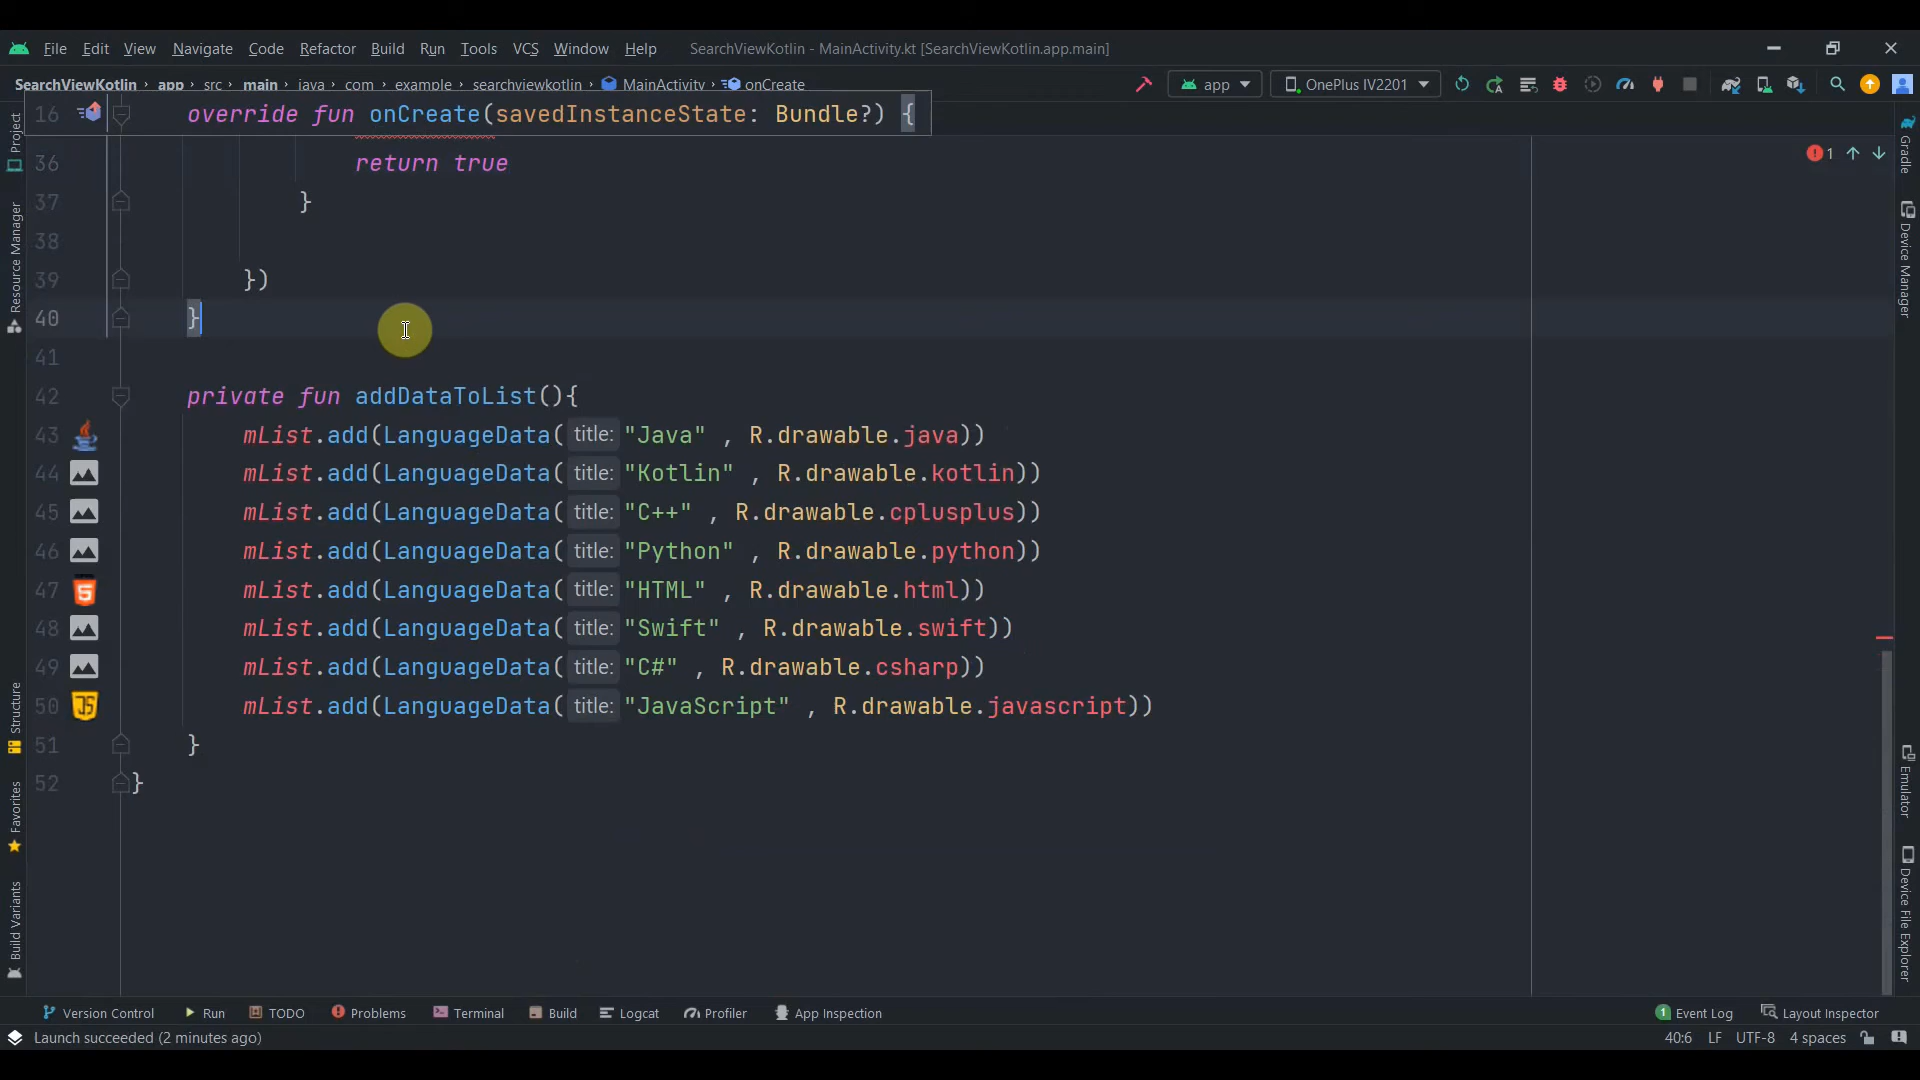 File Edit View Navigate Code Refactor Build Run Tools VCS Window Help SearchViewKotlin - MainActivity.kt [SearchViewKotlin.app.main]
SearchViewKotlin app src main java com example searchviewkotlin MainActivity onCreate app OnePlus IV2201
16 override fun onCreate(savedInstanceState: Bundle?) {
36 return true
1
37 }
38
39 })
40 }
41
42 private fun addDataToList(){
43 mList.add(LanguageData( title: "Java" , R.drawable.java))
44 mList.add(LanguageData( title: "Kotlin" , R.drawable.kotlin))
45 mList.add(LanguageData( title: "C++" , R.drawable.cplusplus))
46 mList.add(LanguageData( title: "Python" , R.drawable.python))
47 mList.add(LanguageData( title: "HTML" , R.drawable.html))
48 mList.add(LanguageData( title: "Swift" , R.drawable.swift))
49 mList.add(LanguageData( title: "C#" , R.drawable.csharp))
50 mList.add(LanguageData( title: "JavaScript" , R.drawable.javascript))
51 }
52 }
Project
Resource Manager
Structure
Favorites
Build Variants
Gradle
Device Manager
Emulator
Device File Explorer
Version Control Run TODO Problems Terminal Build Logcat Profiler App Inspection 1 Event Log Layout Inspector
Launch succeeded (2 minutes ago) 40:6 LF UTF-8 4 spaces